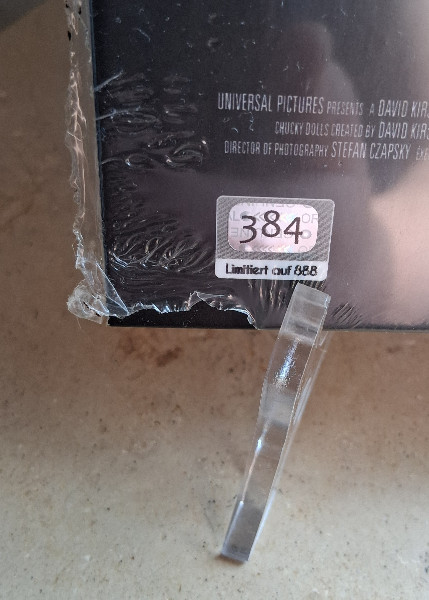 UNIVERSAL PICTURES PRESENTS A DAVID KIRS
CHUCKY DOLLS CREATED BY DAVID KIRS
DIRECTOR OF PHOTOGRAPHY STEFAN CZAPSKY
384
Limitiert auf 888